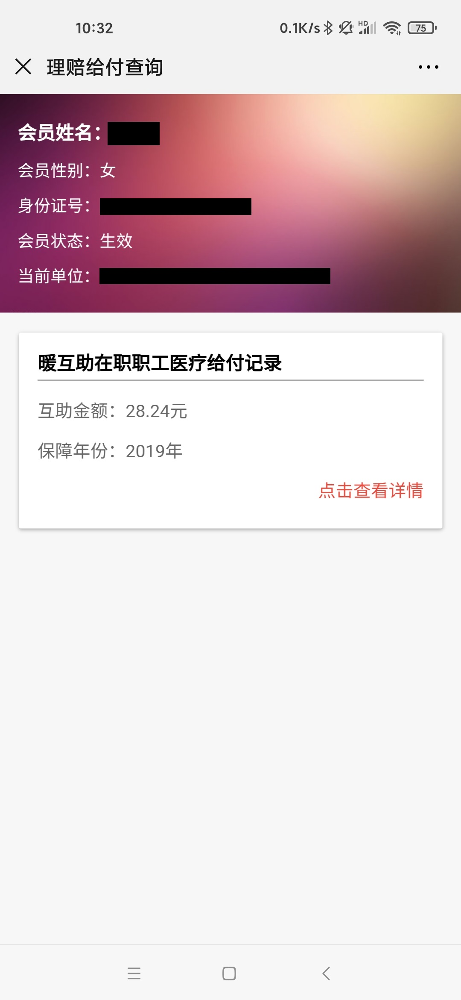 10:32
0.1K/s HD 75
理赔给付查询
会员姓名：
会员性别：女
身份证号：
会员状态：生效
当前单位：
暖互助在职职工医疗给付记录
互助金额：28.24元
保障年份：2019年
点击查看详情